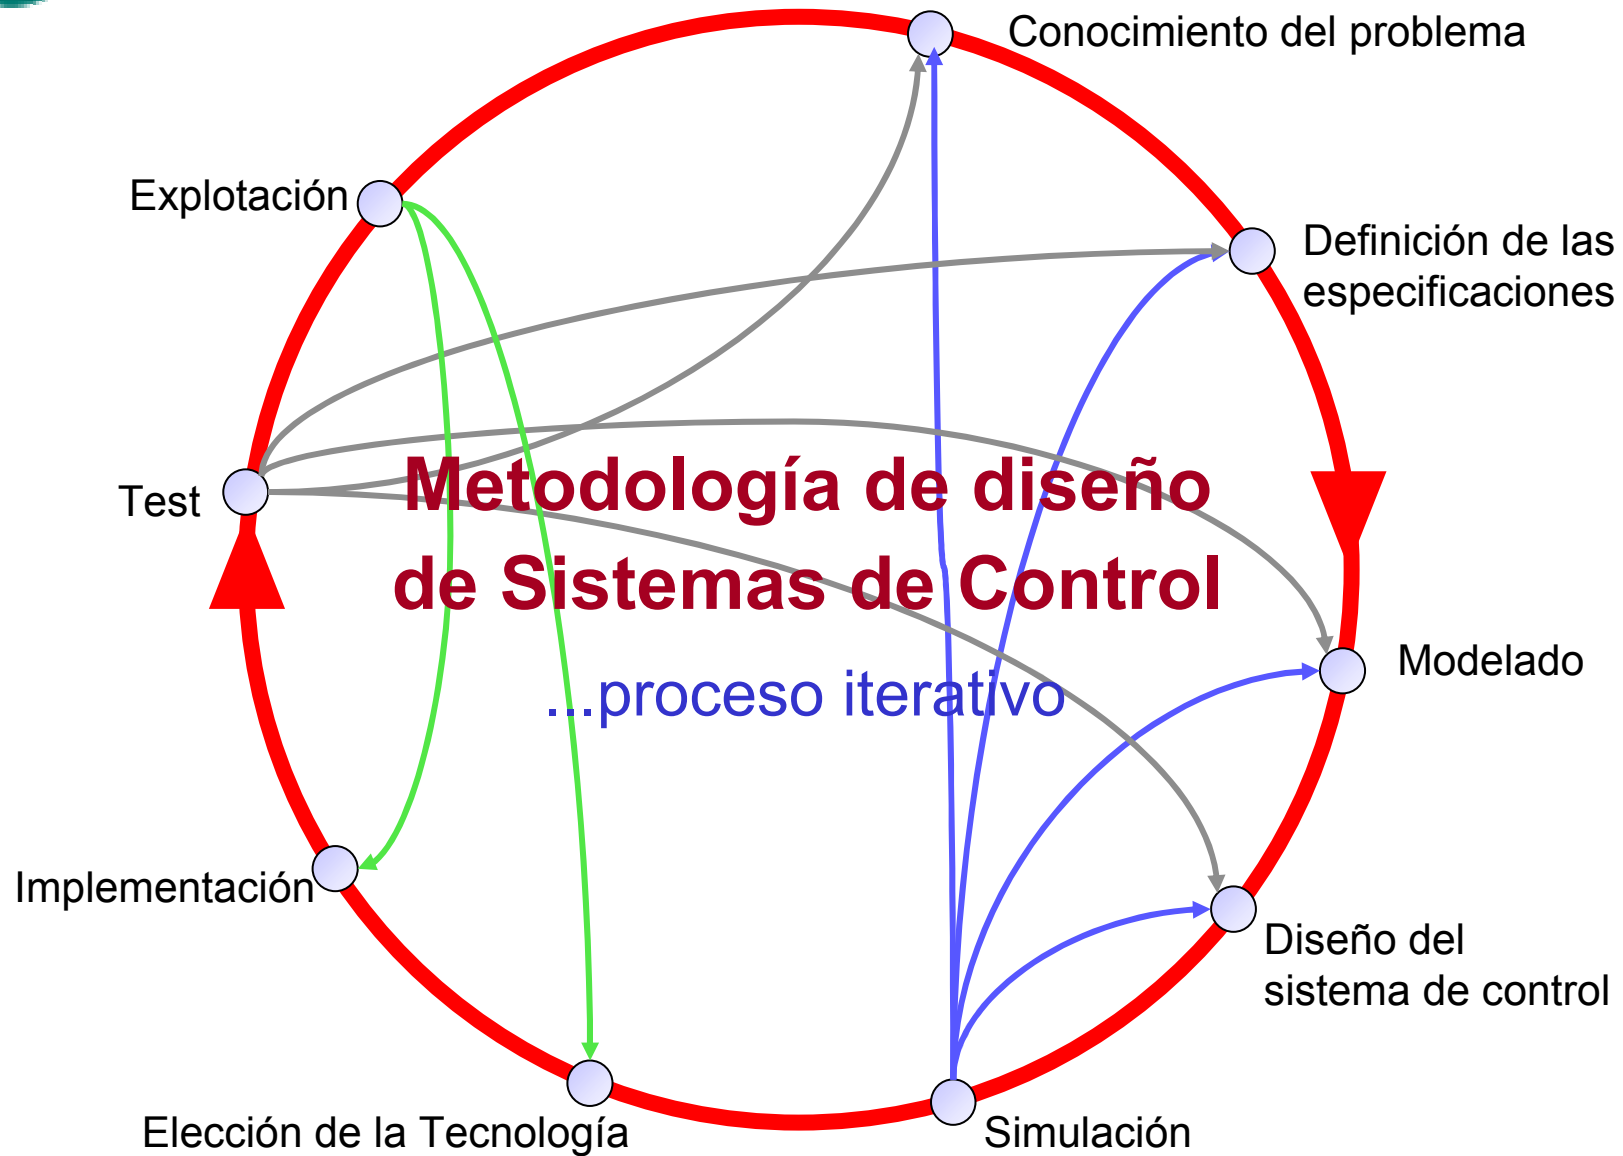 Conocimiento del problema
Explotación
Definición de las
especificaciones
Test
Metodología de diseño
de Sistemas de Control
...proceso iterativo
Modelado
Implementación
Diseño del
sistema de control
Elección de la Tecnología
Simulación